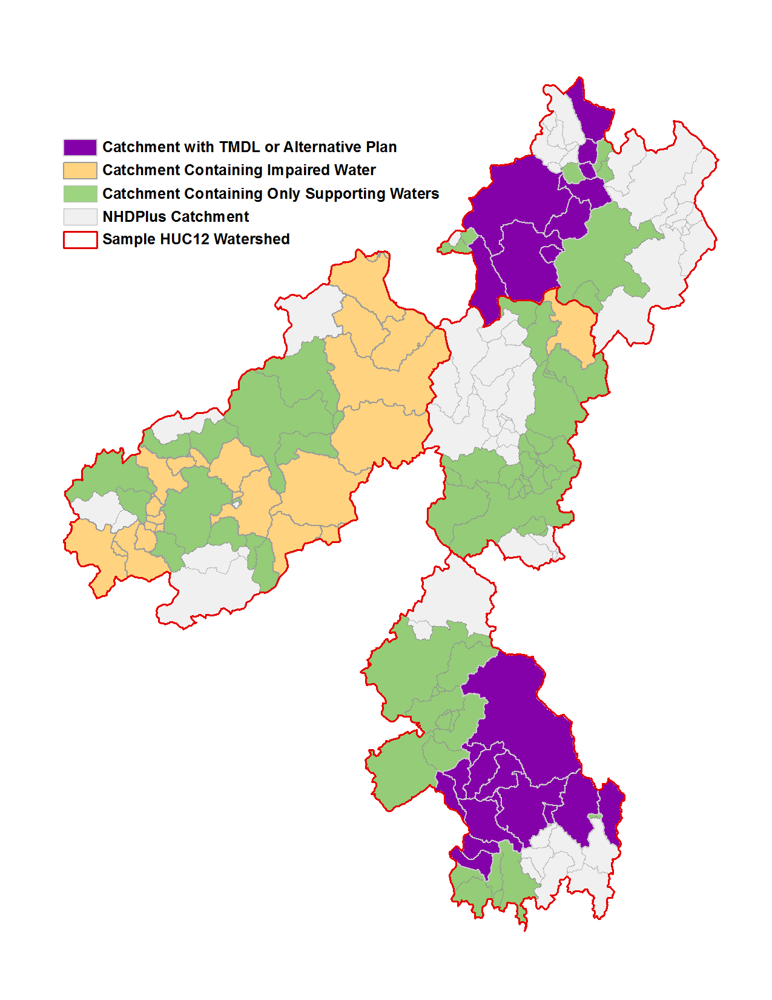 Catchment with TMDL or Alternative Plan
Catchment Containing Impaired Water
Catchment Containing Only Supporting Waters
NHDPlus Catchment
Sample HUC12 Watershed